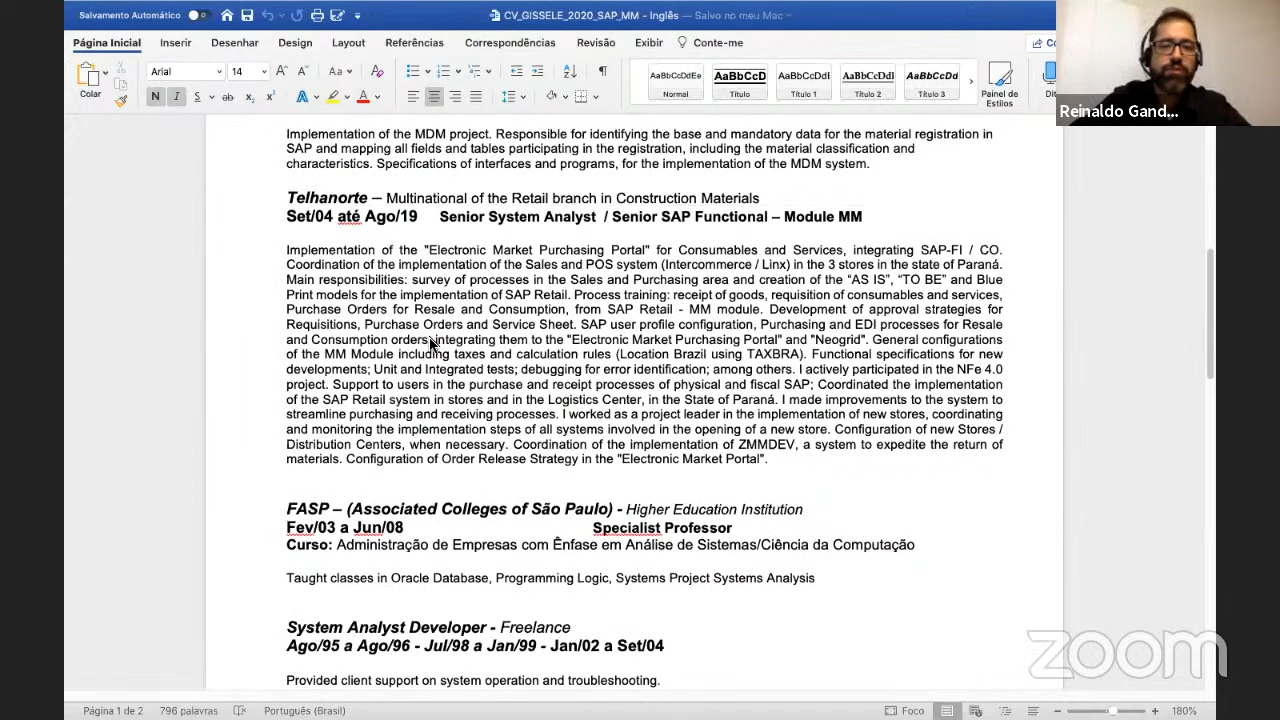 Salvamento Automático
CV_GISSELE_2020_SAP_MM - Inglês — Salvo no meu Mac
Página Inicial Inserir Desenhar Design Layout Referências Correspondências Revisão Exibir Conte-me
Colar
Arial 14 Aa
N I S ab x₂ x²
AaBbCcDdEe AaBbCcD AaBbCcDdI AaBbCcDdI AaBbCcDdI
Normal Título Título 1 Título 2 Título 3
Painel de
Estilos
Reinaldo Gand...
Implementation of the MDM project. Responsible for identifying the base and mandatory data for the material registration in
SAP and mapping all fields and tables participating in the registration, including the material classification and
characteristics. Specifications of interfaces and programs, for the implementation of the MDM system.
Telhanorte – Multinational of the Retail branch in Construction Materials
Set/04 até Ago/19 Senior System Analyst / Senior SAP Functional – Module MM
Implementation of the "Electronic Market Purchasing Portal" for Consumables and Services, integrating SAP-FI / CO.
Coordination of the implementation of the Sales and POS system (Intercommerce / Linx) in the 3 stores in the state of Paraná.
Main responsibilities: survey of processes in the Sales and Purchasing area and creation of the “AS IS”, “TO BE” and Blue
Print models for the implementation of SAP Retail. Process training: receipt of goods, requisition of consumables and services,
Purchase Orders for Resale and Consumption, from SAP Retail - MM module. Development of approval strategies for
Requisitions, Purchase Orders and Service Sheet. SAP user profile configuration, Purchasing and EDI processes for Resale
and Consumption orders, integrating them to the "Electronic Market Purchasing Portal" and "Neogrid". General configurations
of the MM Module including taxes and calculation rules (Location Brazil using TAXBRA). Functional specifications for new
developments; Unit and Integrated tests; debugging for error identification; among others. I actively participated in the NFe 4.0
project. Support to users in the purchase and receipt processes of physical and fiscal SAP; Coordinated the implementation
of the SAP Retail system in stores and in the Logistics Center, in the State of Paraná. I made improvements to the system to
streamline purchasing and receiving processes. I worked as a project leader in the implementation of new stores, coordinating
and monitoring the implementation steps of all systems involved in the opening of a new store. Configuration of new Stores /
Distribution Centers, when necessary. Coordination of the implementation of ZMMDEV, a system to expedite the return of
materials. Configuration of Order Release Strategy in the "Electronic Market Portal".
FASP – (Associated Colleges of São Paulo) - Higher Education Institution
Fev/03 a Jun/08 Specialist Professor
Curso: Administração de Empresas com Ênfase em Análise de Sistemas/Ciência da Computação
Taught classes in Oracle Database, Programming Logic, Systems Project Systems Analysis
System Analyst Developer - Freelance
Ago/95 a Ago/96 - Jul/98 a Jan/99 - Jan/02 a Set/04
Provided client support on system operation and troubleshooting.
zoom
Página 1 de 2 796 palavras Português (Brasil) Foco 180%